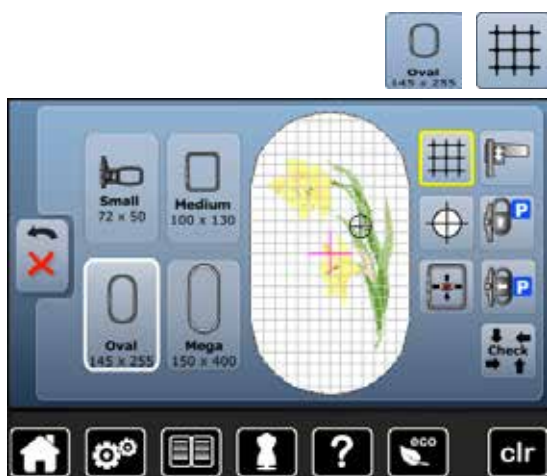 Oval
145 x 255
Small
72 x 50
Medium
100 x 130
P
Oval
145 x 255
Mega
150 x 400
P
Check
?
eco
clr